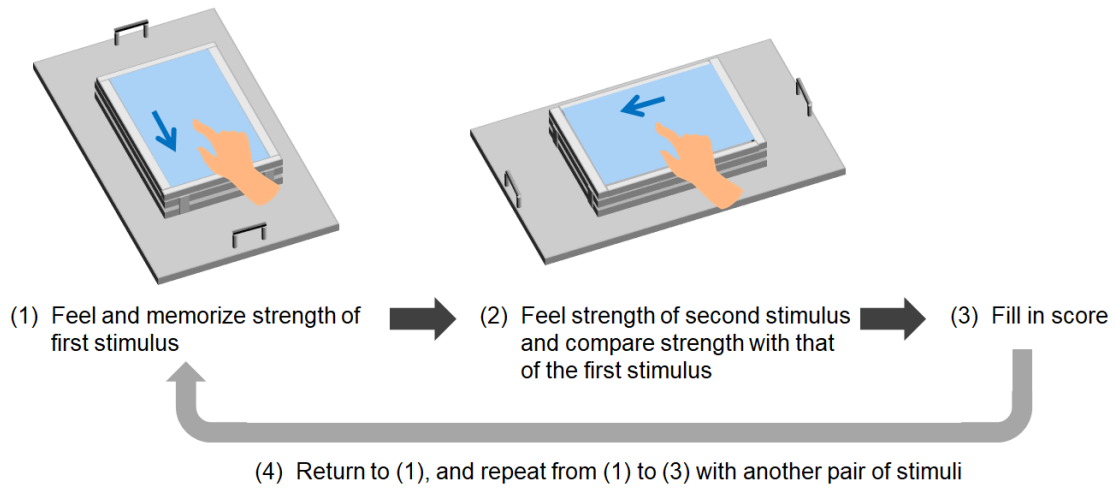 (1) Feel and memorize strength of
first stimulus
(2) Feel strength of second stimulus
and compare strength with that
of the first stimulus
(3) Fill in score
(4) Return to (1), and repeat from (1) to (3) with another pair of stimuli